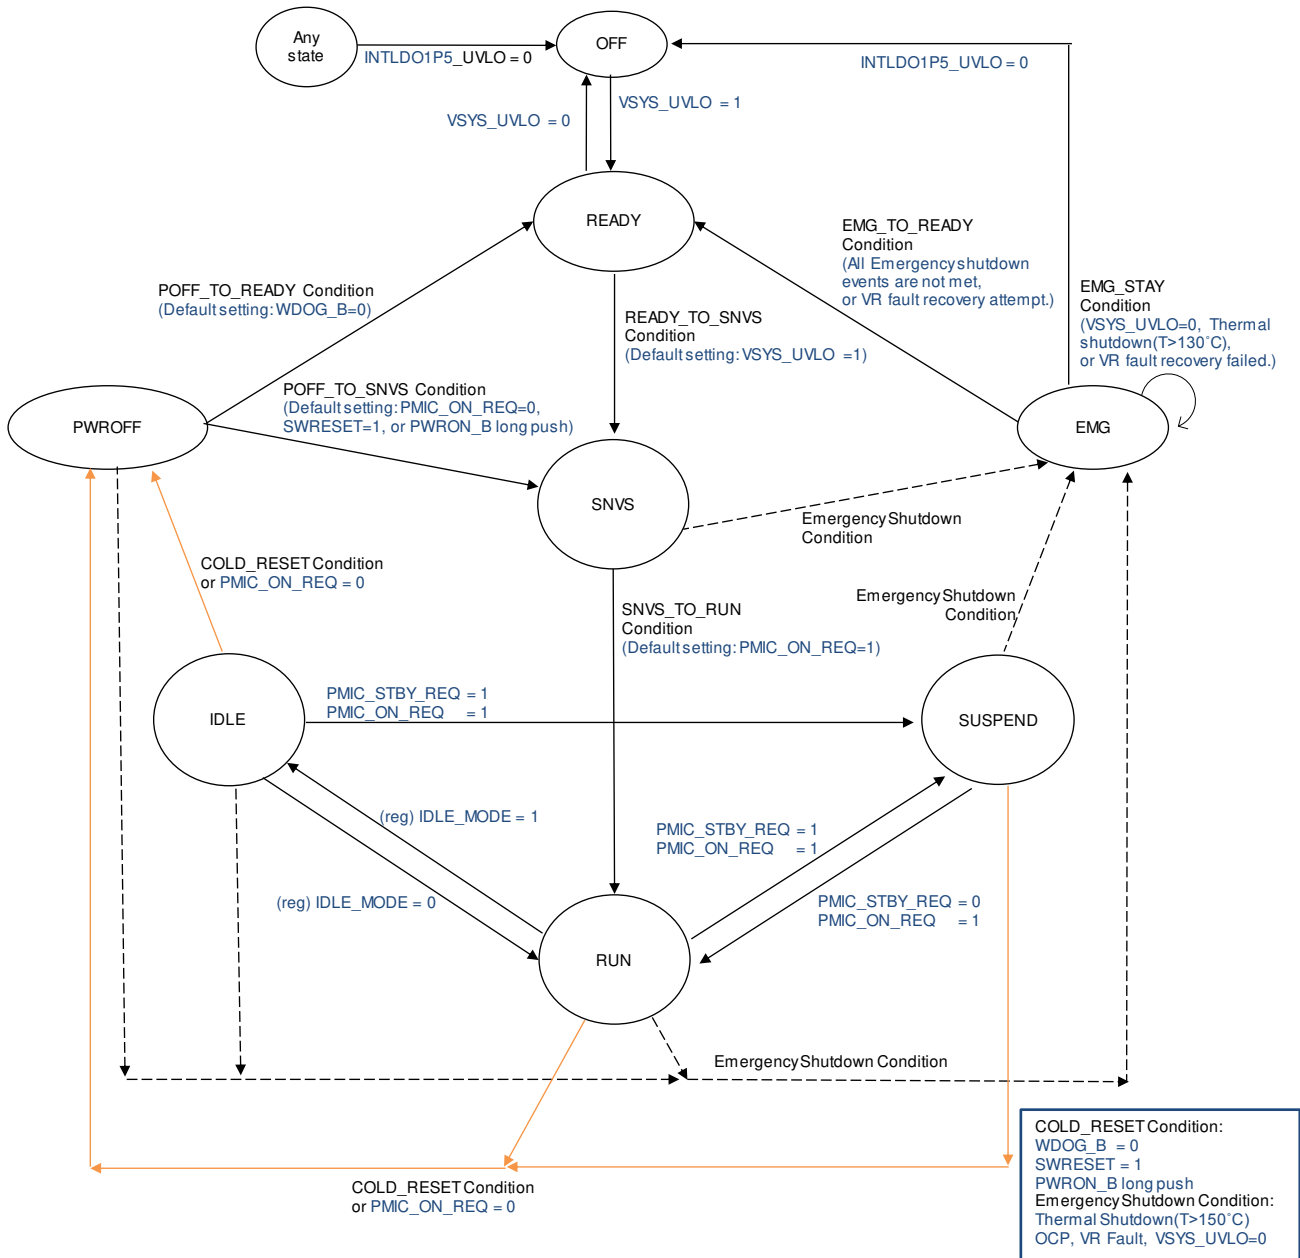 Any
state
OFF
INTLDO1P5_UVLO = 0
INTLDO1P5_UVLO = 0
VSYS_UVLO = 1
VSYS_UVLO = 0
READY
EMG_TO_READY
Condition
(All Emergency shutdown
events are not met,
or VR fault recovery attempt.)
EMG_STAY
Condition
(VSYS_UVLO=0, Thermal
shutdown(T>130°C),
or VR fault recovery failed.)
POFF_TO_READY Condition
(Default setting: WDOG_B=0)
READY_TO_SNVS
Condition
(Default setting: VSYS_UVLO =1)
POFF_TO_SNVS Condition
(Default setting: PMIC_ON_REQ=0,
SWRESET=1, or PWRON_B long push)
PWROFF
EMG
SNVS
Emergency Shutdown
Condition
COLD_RESET Condition
or PMIC_ON_REQ = 0
Emergency Shutdown
Condition
SNVS_TO_RUN
Condition
(Default setting: PMIC_ON_REQ=1)
IDLE
PMIC_STBY_REQ = 1
PMIC_ON_REQ = 1
SUSPEND
(reg) IDLE_MODE = 1
PMIC_STBY_REQ = 1
PMIC_ON_REQ = 1
(reg) IDLE_MODE = 0
PMIC_STBY_REQ = 0
PMIC_ON_REQ = 1
RUN
Emergency Shutdown Condition
COLD_RESET Condition
or PMIC_ON_REQ = 0
COLD_RESET Condition:
WDOG_B = 0
SWRESET = 1
PWRON_B long push
Emergency Shutdown Condition:
Thermal Shutdown(T>150°C)
OCP, VR Fault, VSYS_UVLO=0